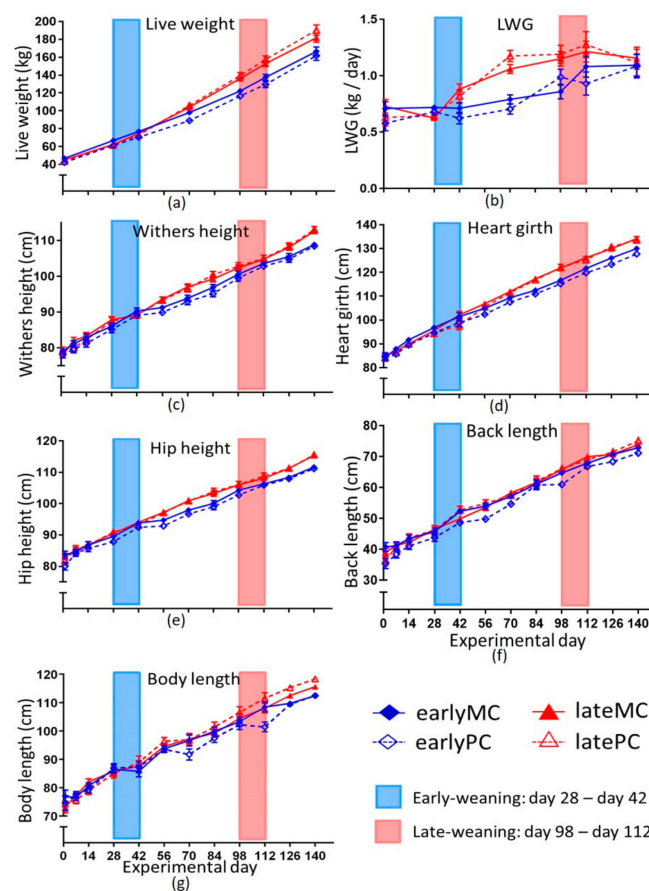 Live weight
LWG
Live weight (kg)
200
180
160
140
120
100
80
60
40
LWG (kg / day)
1.5
1.0
0.5
0.0
(a)
(b)
Withers height
Heart girth
Withers height (cm)
110
100
90
80
Heart girth (cm)
140
130
120
110
100
90
80
(c)
(d)
Hip height
Back length
Hip height (cm)
120
110
100
90
80
Back length (cm)
80
70
60
50
40
30
(e)
0 14 28 42 56 70 84 98 112 126 140
Experimental day
(f)
Body length
Body length (cm)
120
110
100
90
80
70
0 14 28 42 56 70 84 98 112 126 140
Experimental day
(g)
earlyMC
lateMC
earlyPC
latePC
Early-weaning: day 28 – day 42
Late-weaning: day 98 – day 112